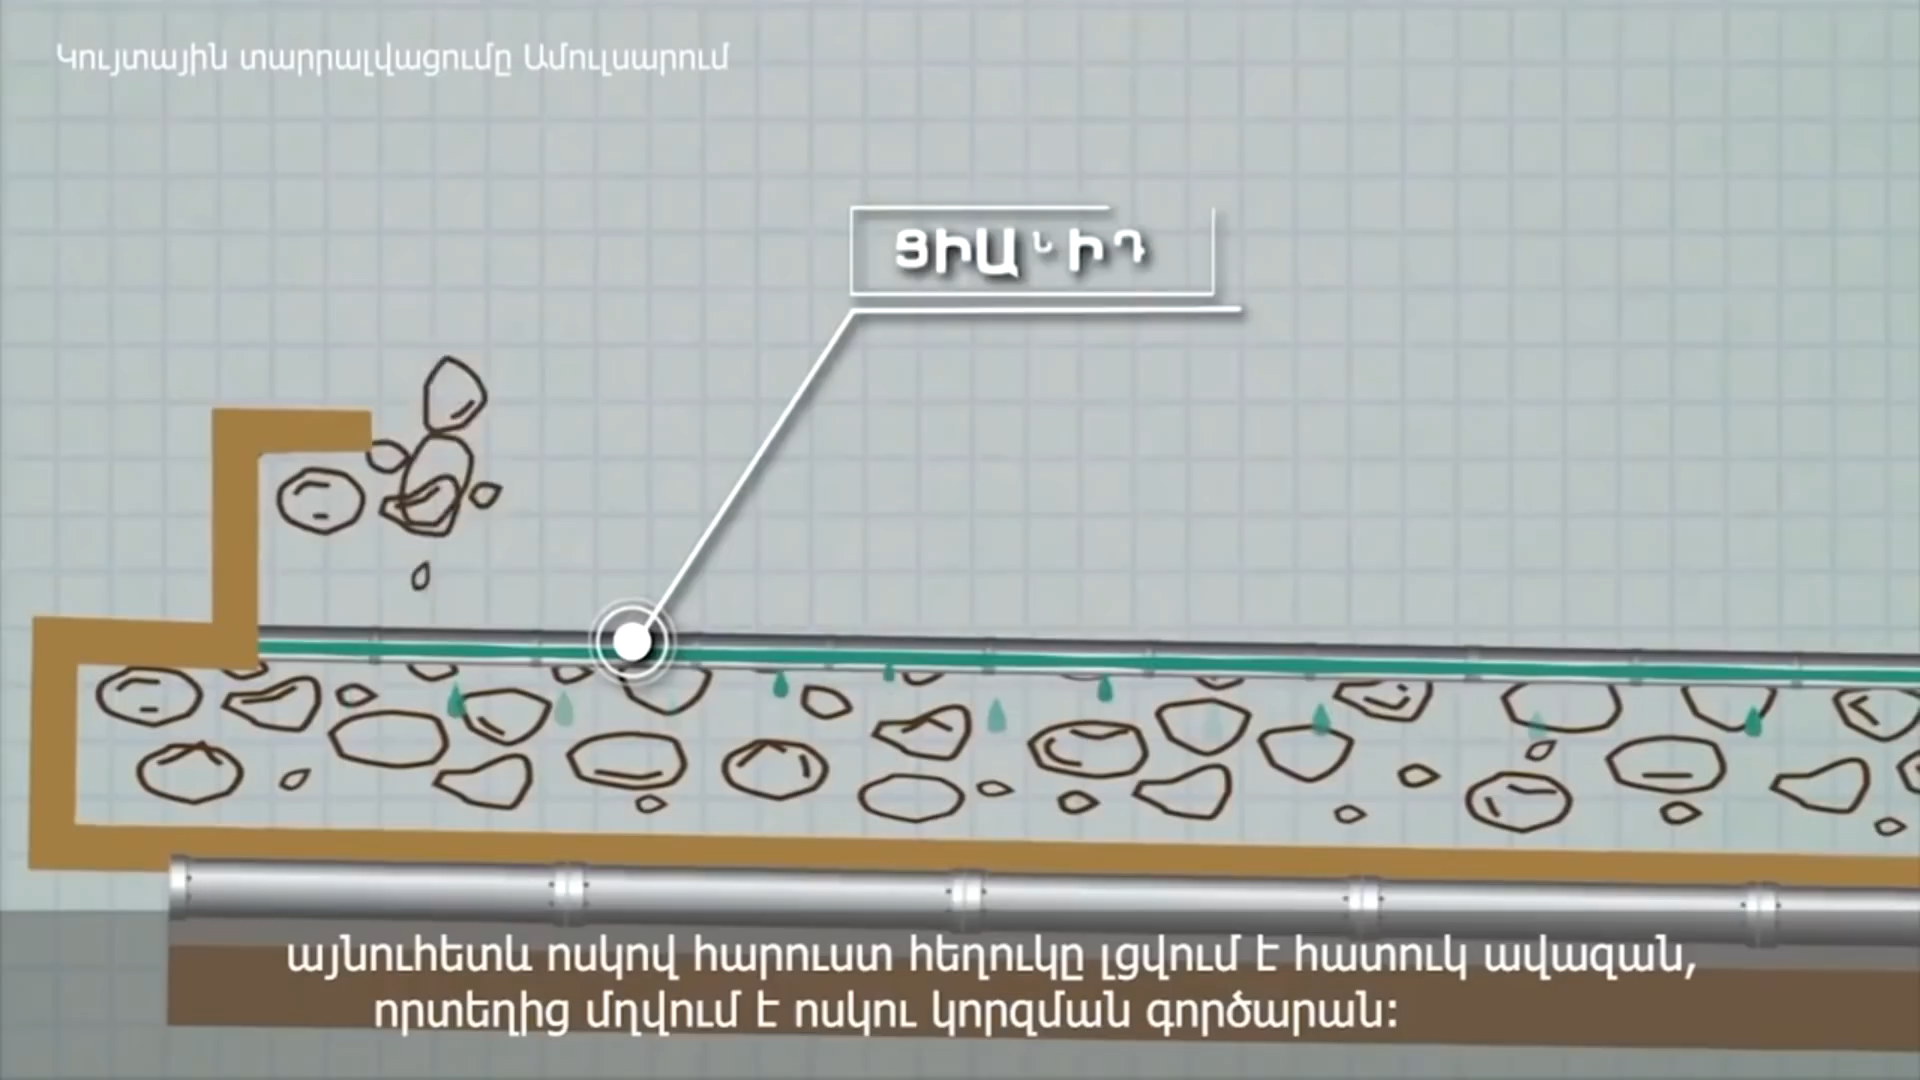 Կույտային տարրալվացումը Ամուլսարում
ՑԻԱՆԻԴ
այնուհետև ոսկով հարուստ հեղուկը լցվում է հատուկ ավազան,
որտեղից մղվում է ոսկու կորզման գործարան: